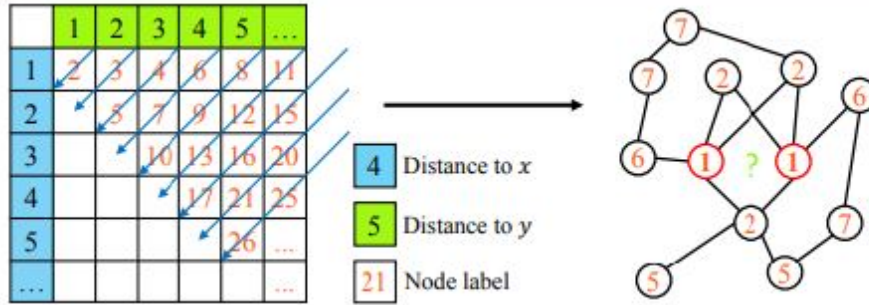 1 2 3 4 5 ...
1 2 3 4 6 8 11
2 5 7 9 12 15
3 10 13 16 20
4 17 21 25
5 26 ...
... ...
4 Distance to x
5 Distance to y
21 Node label
7
7 2 2 6
6 1 ? 1
2 7
5 5